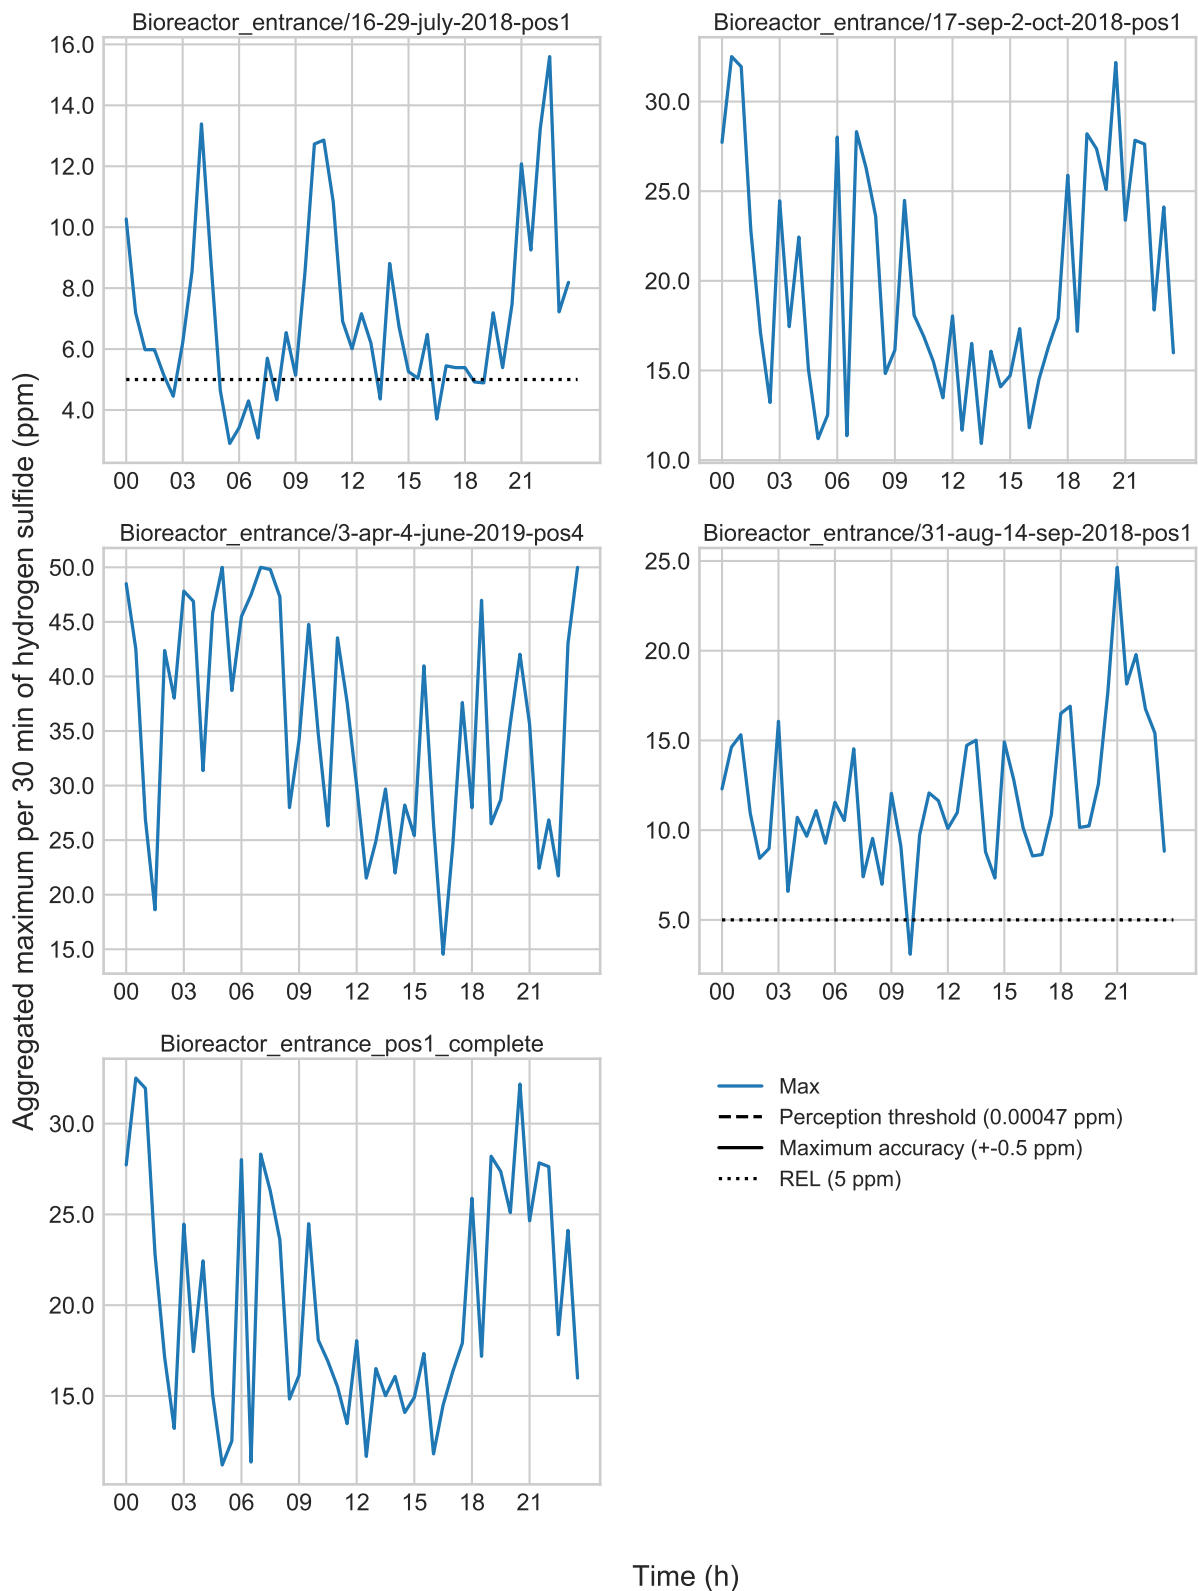 Bioreactor_entrance/16-29-july-2018-pos1
16.0
14.0
12.0
10.0
8.0
6.0
4.0
00 03 06 09 12 15 18 21
Bioreactor_entrance/17-sep-2-oct-2018-pos1
30.0
25.0
20.0
15.0
10.0
00 03 06 09 12 15 18 21
Bioreactor_entrance/3-apr-4-june-2019-pos4
50.0
45.0
40.0
35.0
30.0
25.0
20.0
15.0
00 03 06 09 12 15 18 21
Bioreactor_entrance/31-aug-14-sep-2018-pos1
25.0
20.0
15.0
10.0
5.0
00 03 06 09 12 15 18 21
Bioreactor_entrance_pos1_complete
30.0
25.0
20.0
15.0
00 03 06 09 12 15 18 21
Max
Perception threshold (0.00047 ppm)
Maximum accuracy (+-0.5 ppm)
REL (5 ppm)
Aggregated maximum per 30 min of hydrogen sulfide (ppm)
Time (h)